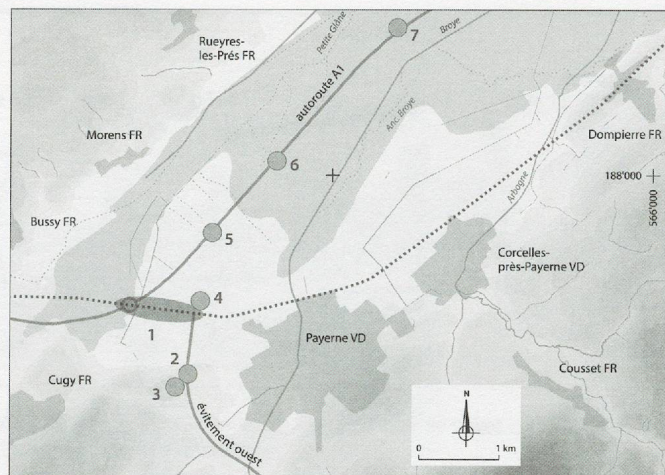 7
Rueyres-
les-Prés FR
Petite Glâne
Broye
autoroute A1
Anc. Broye
Morens FR
Dompierre FR
6
188'000
566'000
Arbogne
Bussy FR
5
Corcelles-
près-Payerne VD
4
1
Payerne VD
2
3
Cugy FR
Cousset FR
évitement ouest
N
0
1 km